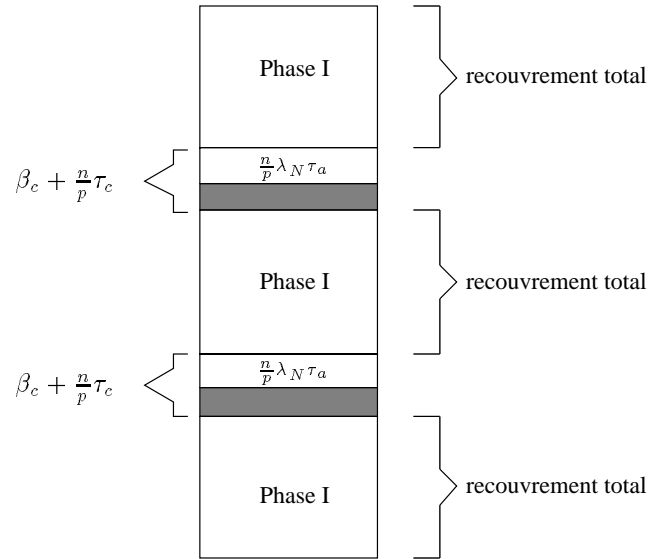 Phase I
recouvrement total
β_c + n/p τ_c
n/p λ_N τ_a
Phase I
recouvrement total
β_c + n/p τ_c
n/p λ_N τ_a
Phase I
recouvrement total